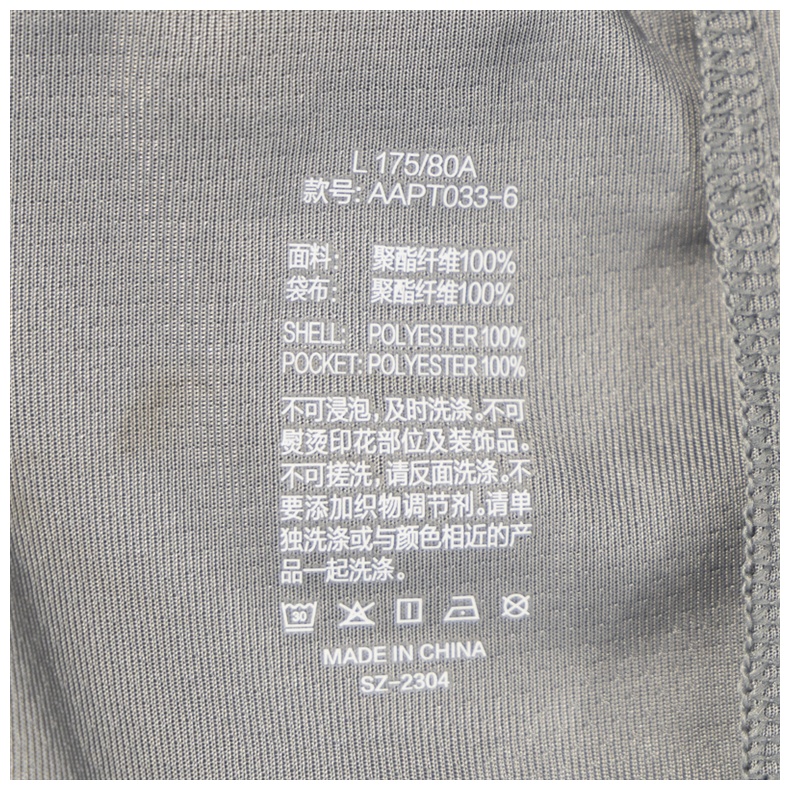 L 175/80A
款号: AAPT033-6
面料: 聚酯纤维100%
袋布: 聚酯纤维100%
SHELL: POLYESTER 100%
POCKET: POLYESTER 100%
不可浸泡,及时洗涤。不可
熨烫印花部位及装饰品。
不可搓洗,请反面洗涤。不
要添加织物调节剂。请单
独洗涤或与颜色相近的产
品一起洗涤。
30
MADE IN CHINA
SZ-2304